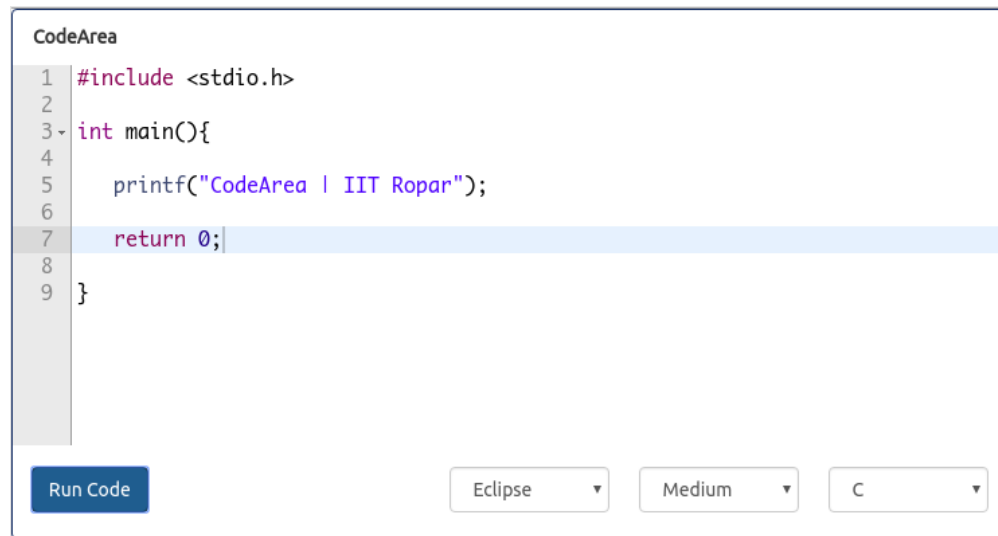 CodeArea
1 #include <stdio.h>
2
3 int main(){
4
5 printf("CodeArea | IIT Ropar");
6
7 return 0;
8
9 }
Run Code Eclipse Medium C